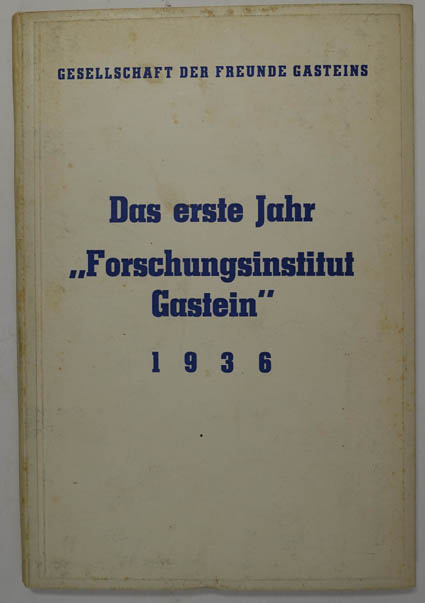 GESELLSCHAFT DER FREUNDE GASTEINS
Das erste Jahr
„Forschungsinstitut
Gastein"
1 9 3 6